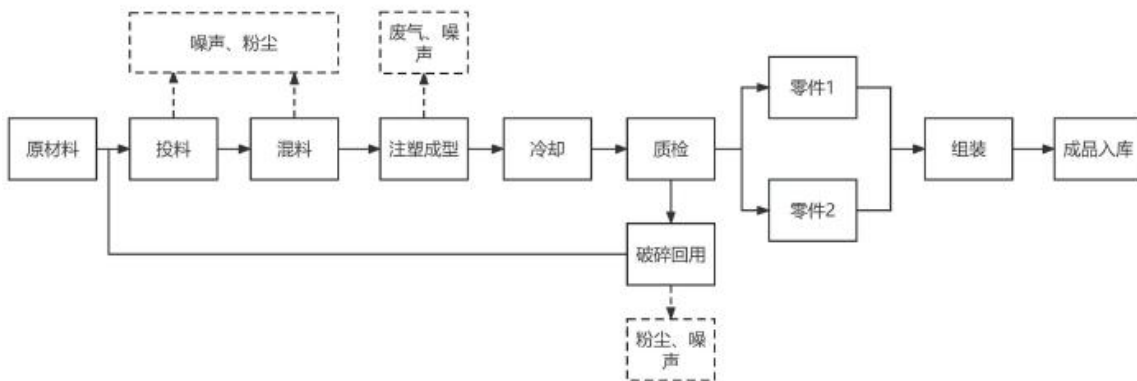 噪声、粉尘
废气、噪
声
原材料
投料
混料
注塑成型
冷却
质检
零件1
零件2
组装
成品入库
破碎回用
粉尘、噪
声